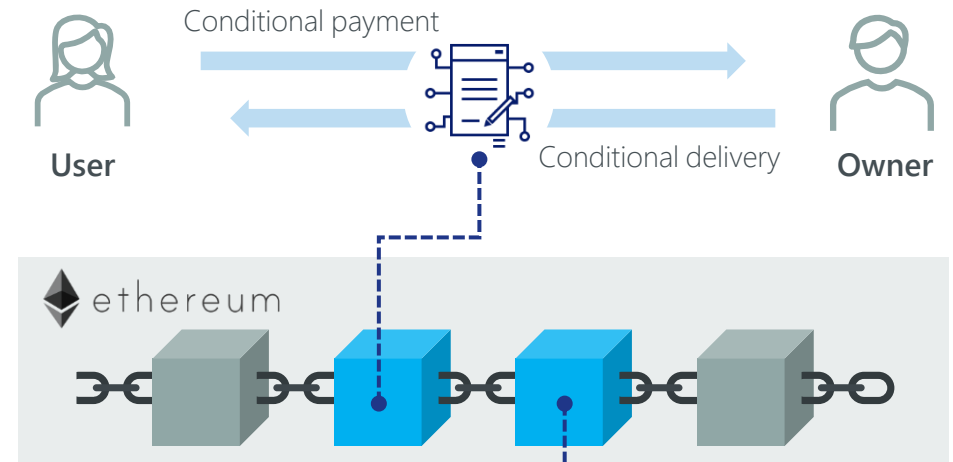 Conditional payment
Conditional delivery
User
Owner
ethereum